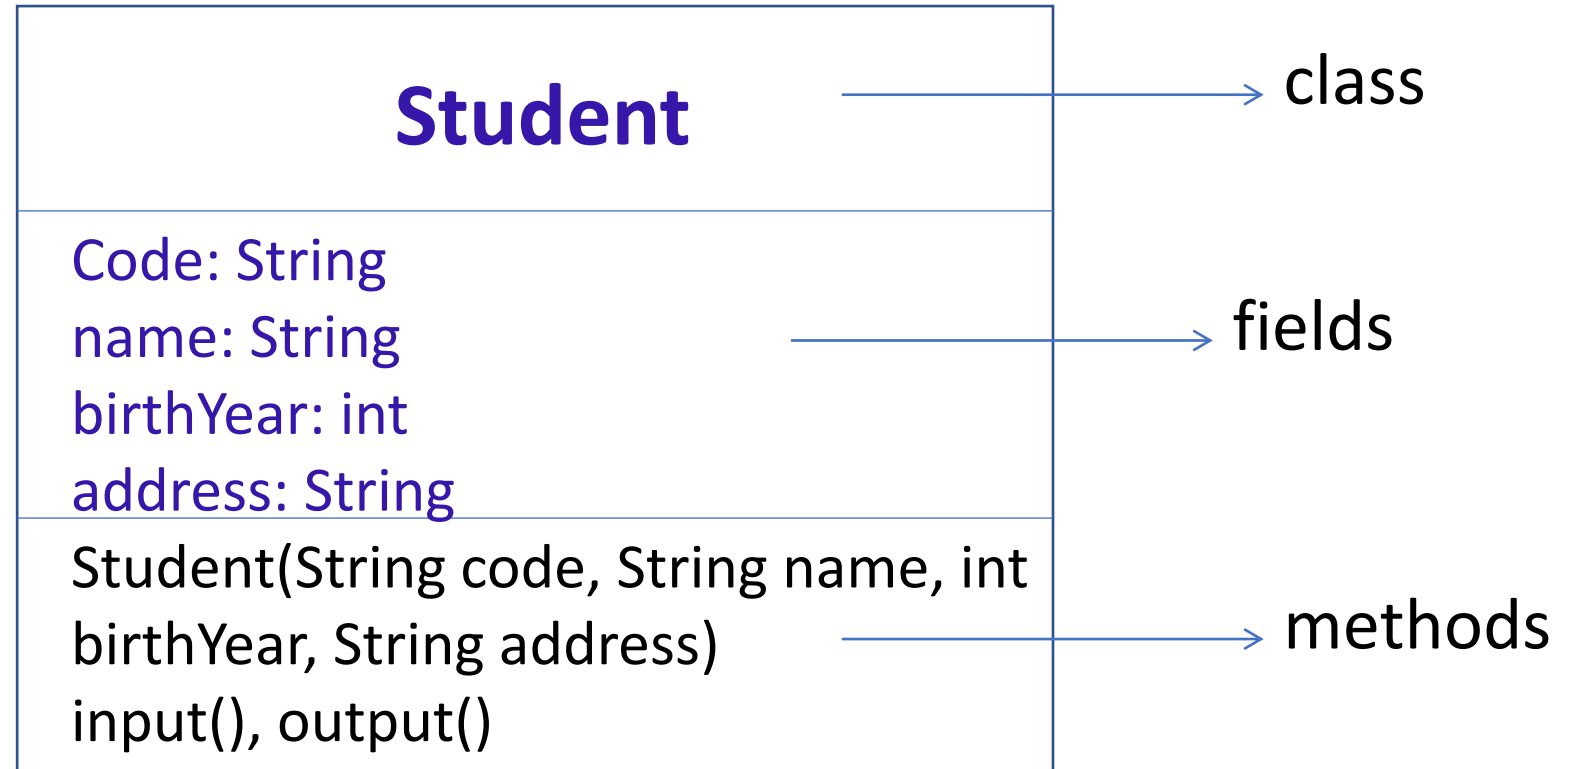 Student
class
Code: String
name: String
birthYear: int
address: String
fields
Student(String code, String name, int
birthYear, String address)
input(), output()
methods